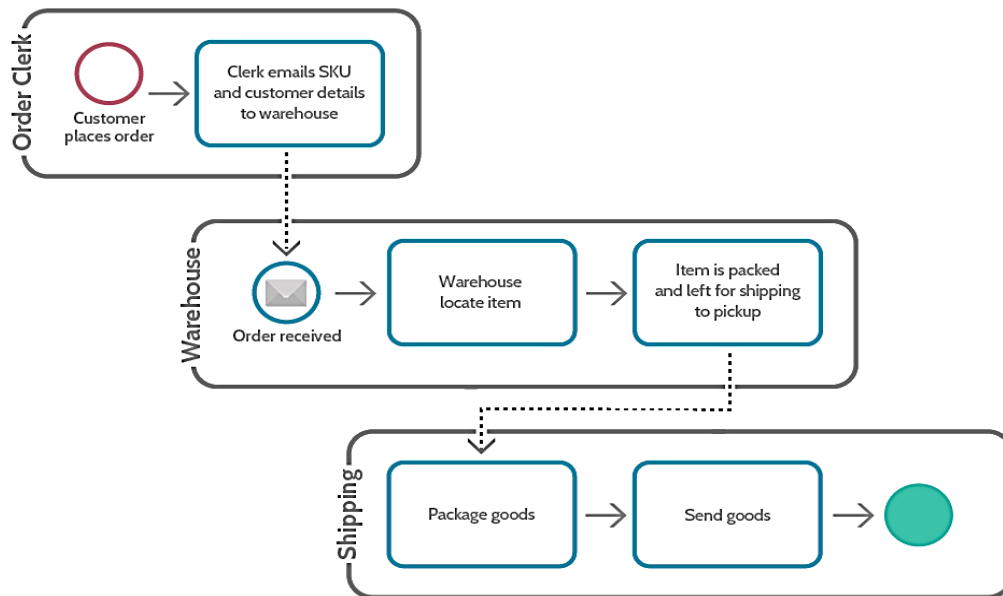 Order Clerk
Customer
places order
Clerk emails SKU
and customer details
to warehouse
Warehouse
Order received
Warehouse
locate item
Item is packed
and left for shipping
to pickup
Shipping
Package goods
Send goods